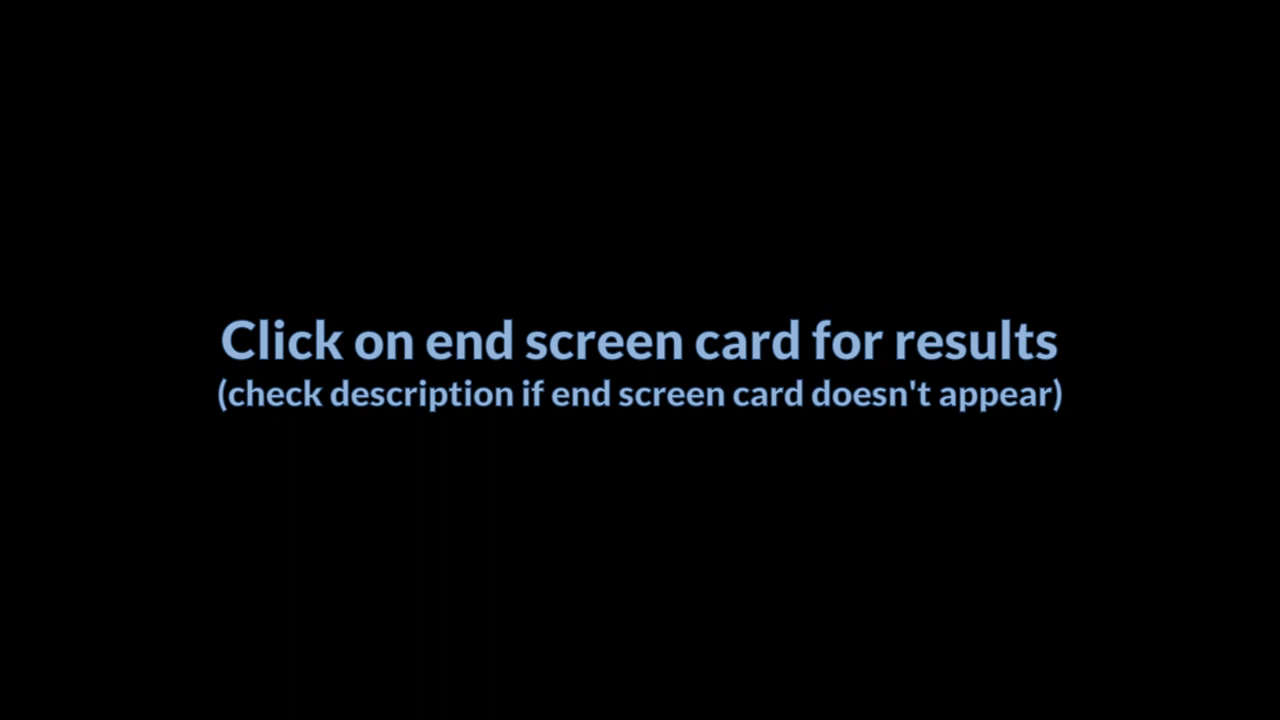 Click on end screen card for results
(check description if end screen card doesn't appear)